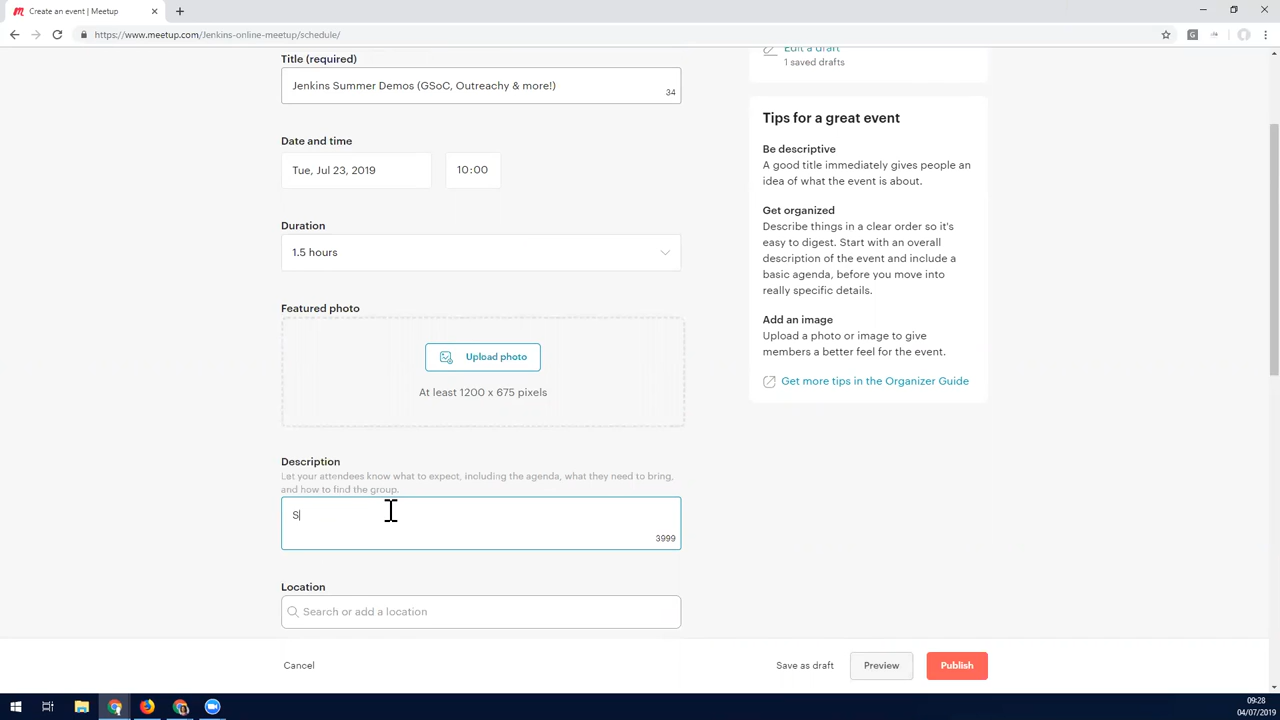 Create an event | Meetup
https://www.meetup.com/Jenkins-online-meetup/schedule/
Title (required)
Jenkins Summer Demos (GSoC, Outreachy & more!)
34
Date and time
Tue, Jul 23, 2019
10:00
Duration
1.5 hours
Featured photo
Upload photo
At least 1200 x 675 pixels
Description
Let your attendees know what to expect, including the agenda, what they need to bring,
and how to find the group.
S
3999
Location
Search or add a location
Edit a draft
1 saved drafts
Tips for a great event
Be descriptive
A good title immediately gives people an
idea of what the event is about.
Get organized
Describe things in a clear order so it's
easy to digest. Start with an overall
description of the event and include a
basic agenda, before you move into
really specific details.
Add an image
Upload a photo or image to give
members a better feel for the event.
Get more tips in the Organizer Guide
Cancel
Save as draft
Preview
Publish
09:28
04/07/2019